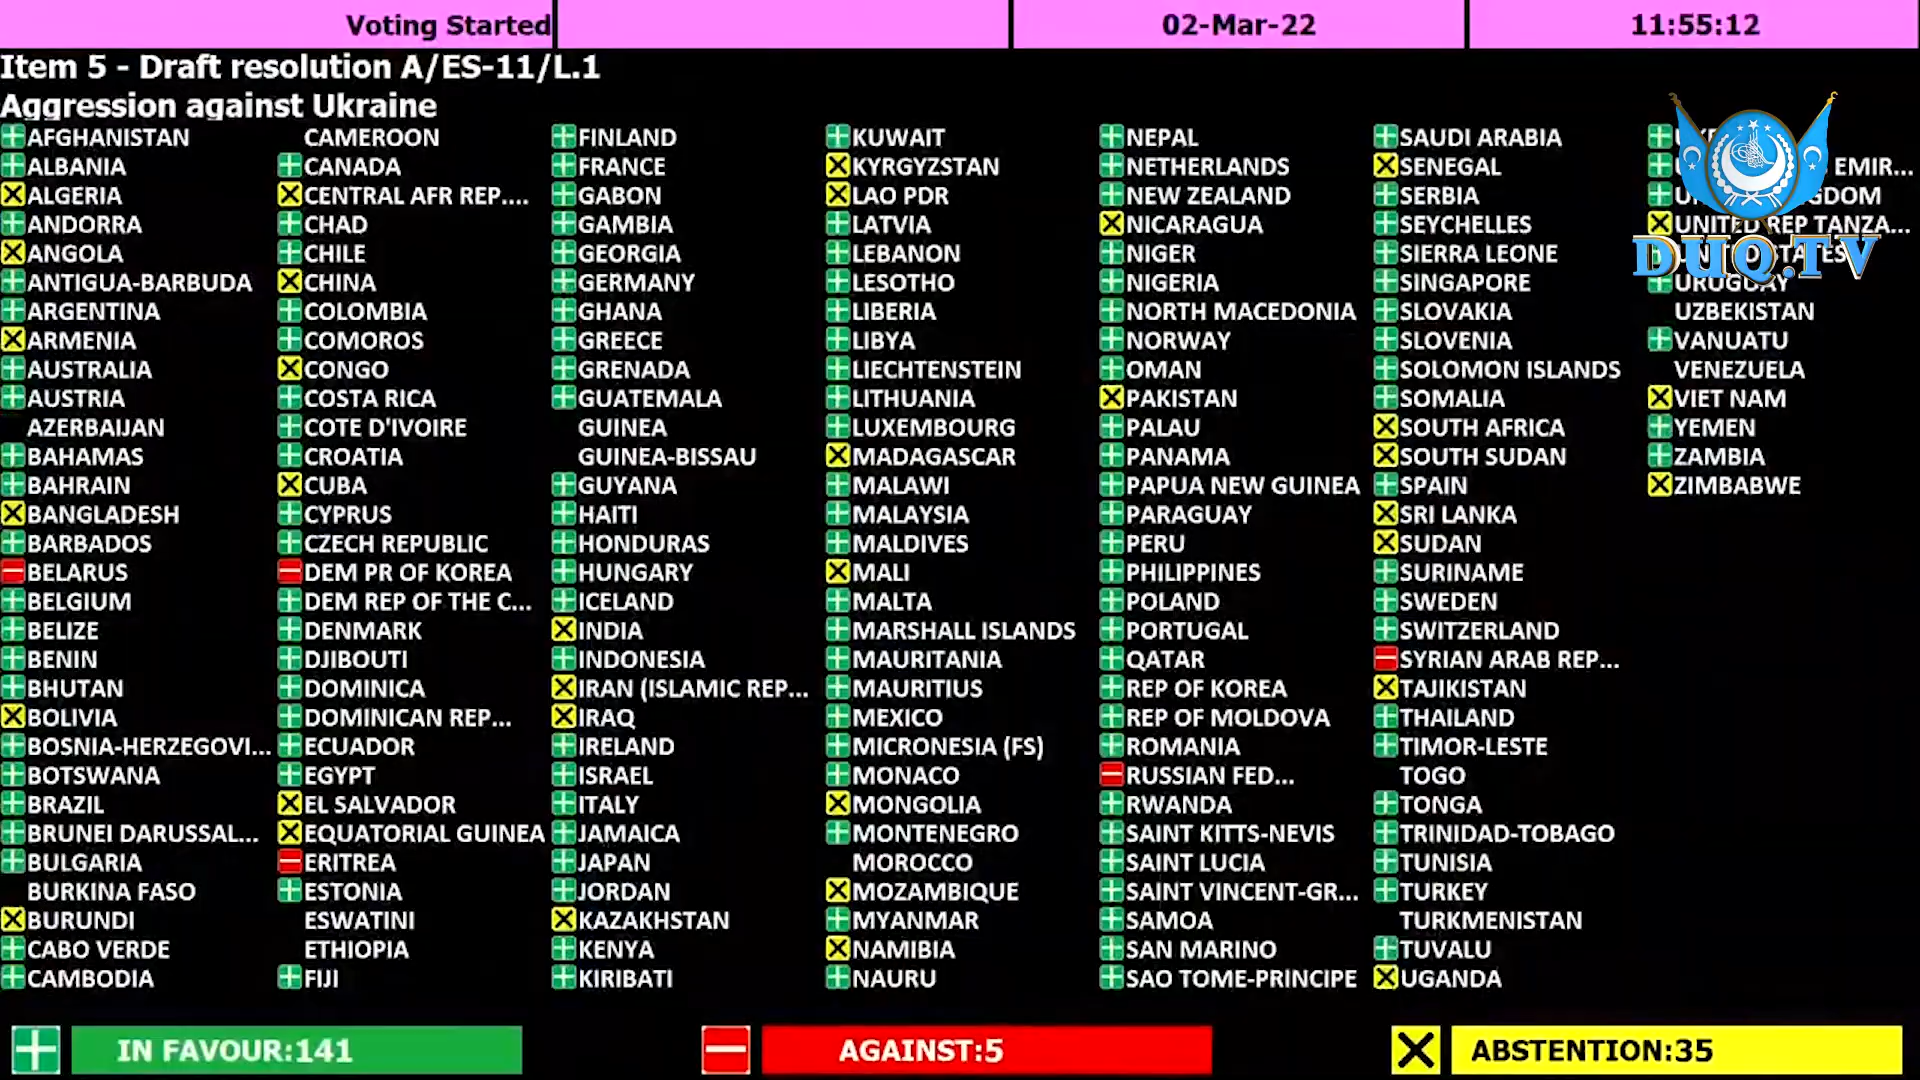 Voting Started
02-Mar-22
11:55:12
Item 5 - Draft resolution A/ES-11/L.1
Aggression against Ukraine
AFGHANISTAN
ALBANIA
ALGERIA
ANDORRA
ANGOLA
ANTIGUA-BARBUDA
ARGENTINA
ARMENIA
AUSTRALIA
AUSTRIA
AZERBAIJAN
BAHAMAS
BAHRAIN
BANGLADESH
BARBADOS
BELARUS
BELGIUM
BELIZE
BENIN
BHUTAN
BOLIVIA
BOSNIA-HERZEGOVI...
BOTSWANA
BRAZIL
BRUNEI DARUSSAL...
BULGARIA
BURKINA FASO
BURUNDI
CABO VERDE
CAMBODIA
CAMEROON
CANADA
CENTRAL AFR REP....
CHAD
CHILE
CHINA
COLOMBIA
COMOROS
CONGO
COSTA RICA
COTE D'IVOIRE
CROATIA
CUBA
CYPRUS
CZECH REPUBLIC
DEM PR OF KOREA
DEM REP OF THE C...
DENMARK
DJIBOUTI
DOMINICA
DOMINICAN REP...
ECUADOR
EGYPT
EL SALVADOR
EQUATORIAL GUINEA
ERITREA
ESTONIA
ESWATINI
ETHIOPIA
FIJI
FINLAND
FRANCE
GABON
GAMBIA
GEORGIA
GERMANY
GHANA
GREECE
GRENADA
GUATEMALA
GUINEA
GUINEA-BISSAU
GUYANA
HAITI
HONDURAS
HUNGARY
ICELAND
INDIA
INDONESIA
IRAN (ISLAMIC REP...
IRAQ
IRELAND
ISRAEL
ITALY
JAMAICA
JAPAN
JORDAN
KAZAKHSTAN
KENYA
KIRIBATI
KUWAIT
KYRGYZSTAN
LAO PDR
LATVIA
LEBANON
LESOTHO
LIBERIA
LIBYA
LIECHTENSTEIN
LITHUANIA
LUXEMBOURG
MADAGASCAR
MALAWI
MALAYSIA
MALDIVES
MALI
MALTA
MARSHALL ISLANDS
MAURITANIA
MAURITIUS
MEXICO
MICRONESIA (FS)
MONACO
MONGOLIA
MONTENEGRO
MOROCCO
MOZAMBIQUE
MYANMAR
NAMIBIA
NAURU
NEPAL
NETHERLANDS
NEW ZEALAND
NICARAGUA
NIGER
NIGERIA
NORTH MACEDONIA
NORWAY
OMAN
PAKISTAN
PALAU
PANAMA
PAPUA NEW GUINEA
PARAGUAY
PERU
PHILIPPINES
POLAND
PORTUGAL
QATAR
REP OF KOREA
REP OF MOLDOVA
ROMANIA
RUSSIAN FED...
RWANDA
SAINT KITTS-NEVIS
SAINT LUCIA
SAINT VINCENT-GR...
SAMOA
SAN MARINO
SAO TOME-PRINCIPE
SAUDI ARABIA
SENEGAL
SERBIA
SEYCHELLES
SIERRA LEONE
SINGAPORE
SLOVAKIA
SLOVENIA
SOLOMON ISLANDS
SOMALIA
SOUTH AFRICA
SOUTH SUDAN
SPAIN
SRI LANKA
SUDAN
SURINAME
SWEDEN
SWITZERLAND
SYRIAN ARAB REP...
TAJIKISTAN
THAILAND
TIMOR-LESTE
TOGO
TONGA
TRINIDAD-TOBAGO
TUNISIA
TURKEY
TURKMENISTAN
TUVALU
UGANDA
EMIR...
UNITED REP TANZA...
DUQ.TV
URUGUAY
UZBEKISTAN
VANUATU
VENEZUELA
VIET NAM
YEMEN
ZAMBIA
ZIMBABWE
IN FAVOUR:141
AGAINST:5
ABSTENTION:35